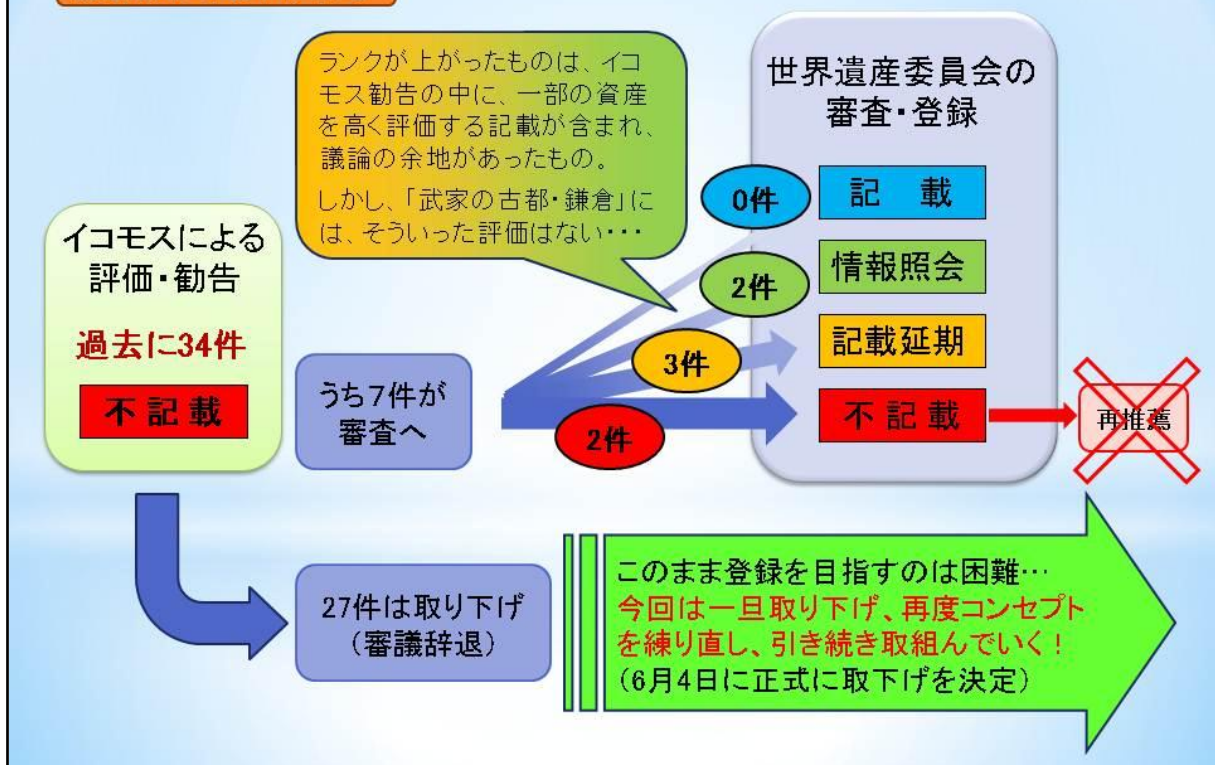 ランクが上がったものは、イコ
モス勧告の中に、一部の資産
を高く評価する記載が含まれ、
議論の余地があったもの。
しかし、「武家の古都・鎌倉」に
は、そういった評価はない・・・
世界遺産委員会の
審査・登録
0件
記　載
2件
情報照会
3件
記載延期
2件
不 記 載
再推薦
イコモスによる
評価・勧告
過去に34件
不 記 載
うち7件が
審査へ
27件は取り下げ
（審議辞退）
このまま登録を目指すのは困難…
今回は一旦取り下げ、再度コンセプト
を練り直し、引き続き取組んでいく！
（6月4日に正式に取下げを決定）